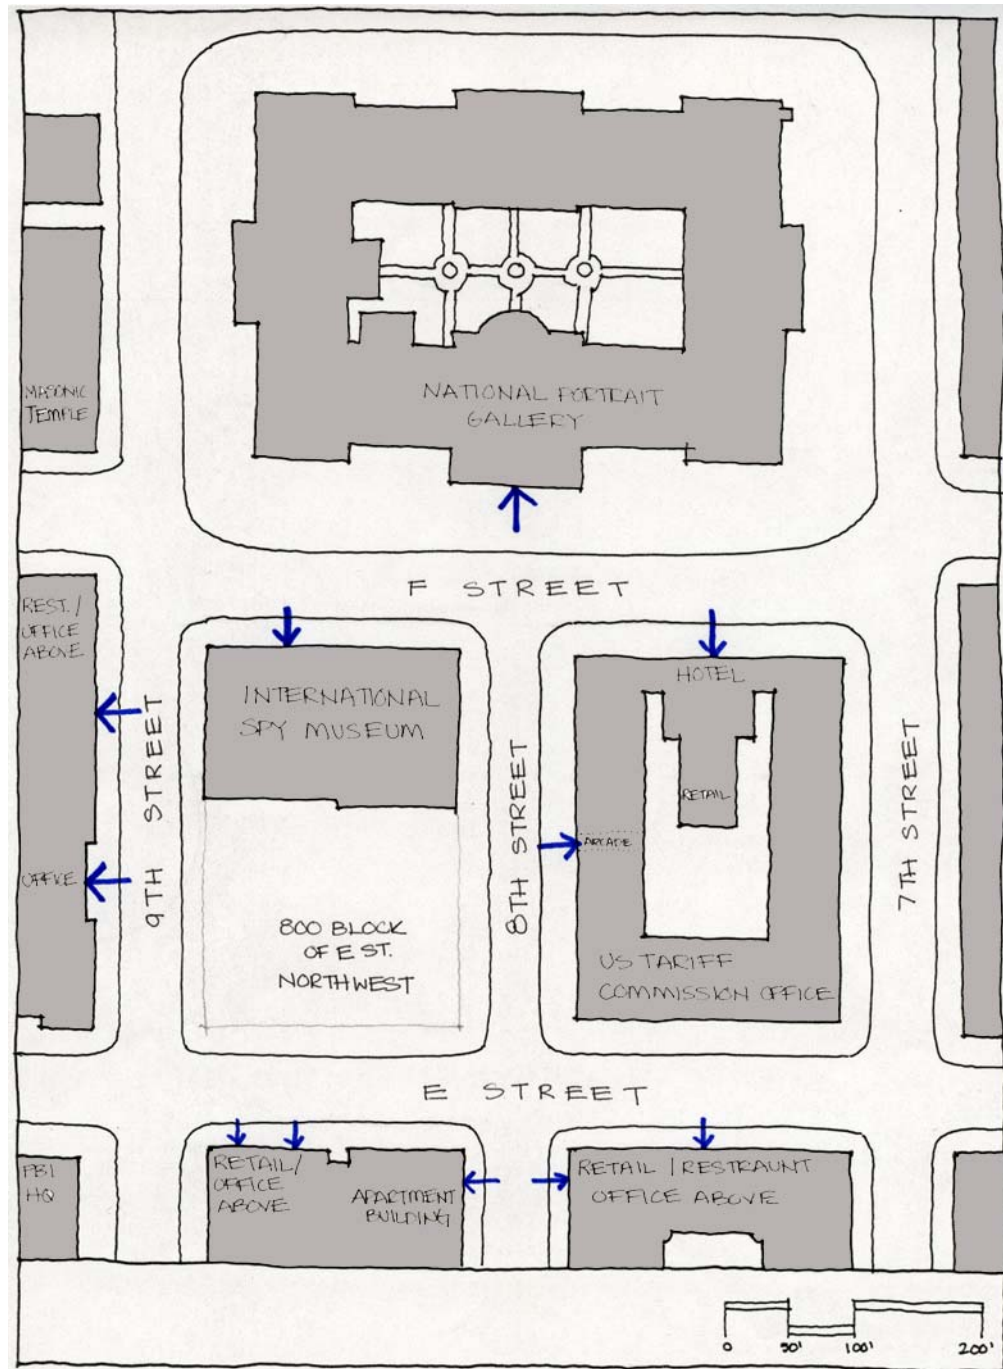 MASONIC
TEMPLE
NATIONAL PORTRAIT
GALLERY
F STREET
REST./
OFFICE
ABOVE
INTERNATIONAL
SPY MUSEUM
HOTEL
RETAIL
9TH STREET
8TH STREET
7TH STREET
ARCADE
OFFICE
800 BLOCK
OF E ST.
NORTHWEST
US TARIFF
COMMISSION OFFICE
E STREET
FBI
HQ
RETAIL/
OFFICE
ABOVE
APARTMENT
BUILDING
RETAIL / RESTRAUNT
OFFICE ABOVE
0 50' 100' 200'